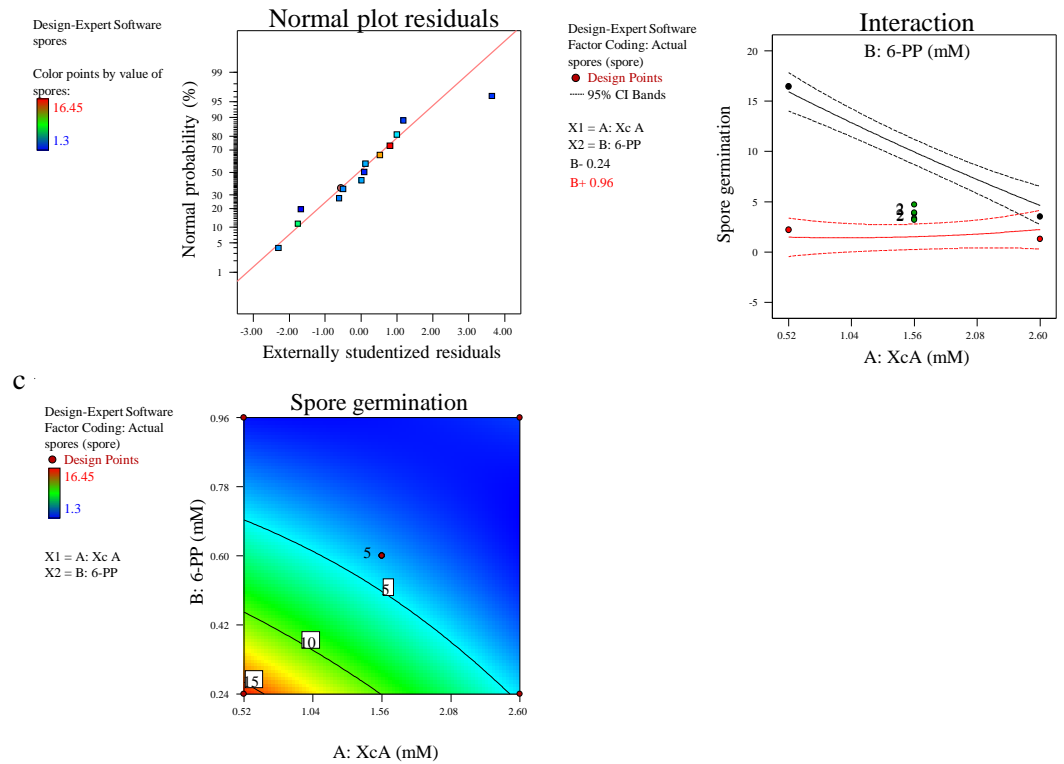 Normal plot residuals
Design-Expert Software
spores
Color points by value of
spores:
16.45
1.3
Normal probability (%)
99
95
90
80
70
50
30
20
10
5
1
-3.00 -2.00 -1.00 0.00 1.00 2.00 3.00 4.00
Externally studentized residuals
Interaction
Design-Expert Software
Factor Coding: Actual
spores (spore)
Design Points
95% CI Bands
X1 = A: Xc A
X2 = B: 6-PP
B- 0.24
B+ 0.96
B: 6-PP (mM)
Spore germination
20
15
10
5
0
-5
2
2
0.52 1.04 1.56 2.08 2.60
A: XcA (mM)
c
Spore germination
Design-Expert Software
Factor Coding: Actual
spores (spore)
Design Points
16.45
1.3
X1 = A: Xc A
X2 = B: 6-PP
B: 6-PP (mM)
0.96
0.78
0.60
0.42
0.24
5
5
10
15
0.52 1.04 1.56 2.08 2.60
A: XcA (mM)